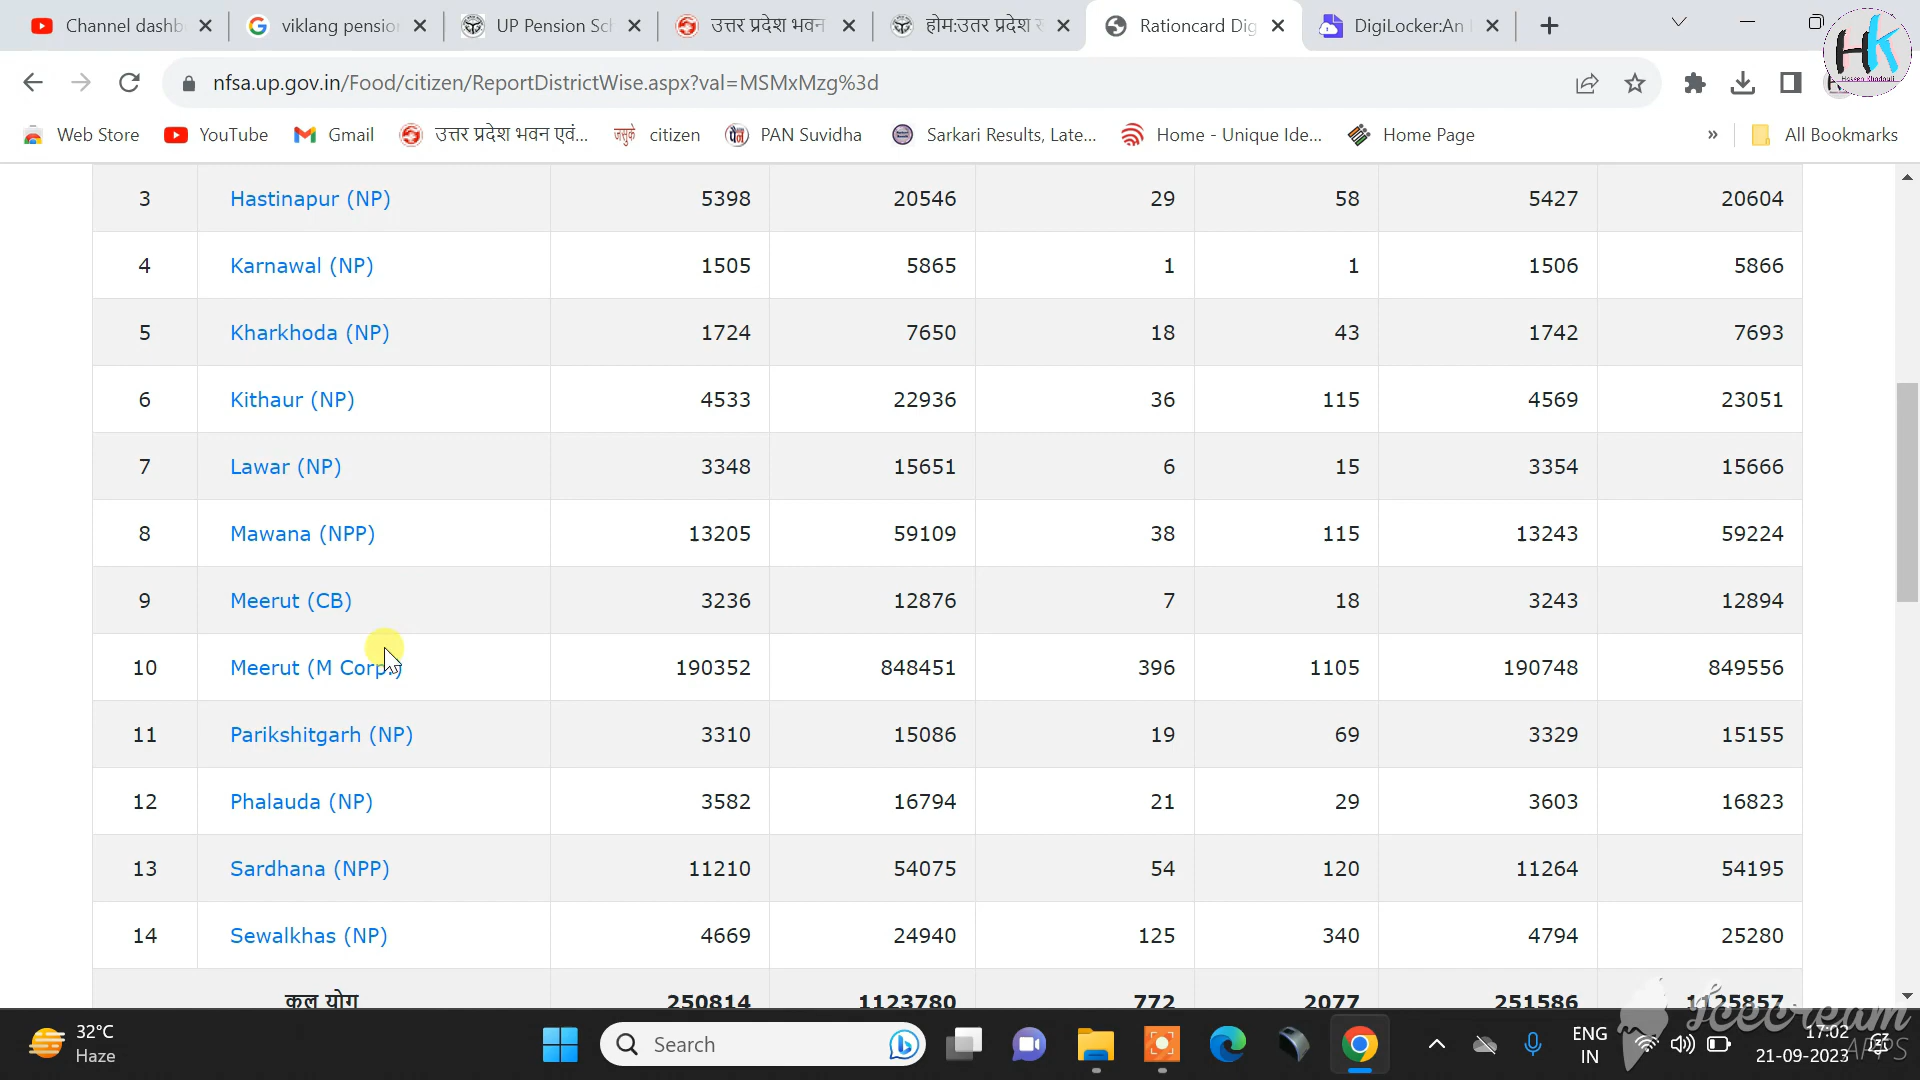 Channel dashb
viklang pensio
UP Pension Sc
उत्तर प्रदेश भवन
होम:उतर प्रदेश
Rationcard Dig
DigiLocker:An
nfsa.up.gov.in/Food/citizen/ReportDistrictWise.aspx?val=MSMxMzg%3d
HK
Web Store YouTube Gmail उत्तर प्रदेश भवन एवं... citizen PAN Suvidha Sarkari Results, Late... Home - Unique Ide... Home Page » All Bookmarks
3 Hastinapur (NP) 5398 20546 29 58 5427 20604
4 Karnawal (NP) 1505 5865 1 1 1506 5866
5 Kharkhoda (NP) 1724 7650 18 43 1742 7693
6 Kithaur (NP) 4533 22936 36 115 4569 23051
7 Lawar (NP) 3348 15651 6 15 3354 15666
8 Mawana (NPP) 13205 59109 38 115 13243 59224
9 Meerut (CB) 3236 12876 7 18 3243 12894
10 Meerut (M Corp.) 190352 848451 396 1105 190748 849556
11 Parikshitgarh (NP) 3310 15086 19 69 3329 15155
12 Phalauda (NP) 3582 16794 21 29 3603 16823
13 Sardhana (NPP) 11210 54075 54 120 11264 54195
14 Sewalkhas (NP) 4669 24940 125 340 4794 25280
कुल योग 250814 1123780 772 2077 251586 1125857
Icecream
APPS
32°C
Haze
Search
ENG
IN
17:02
21-09-2023